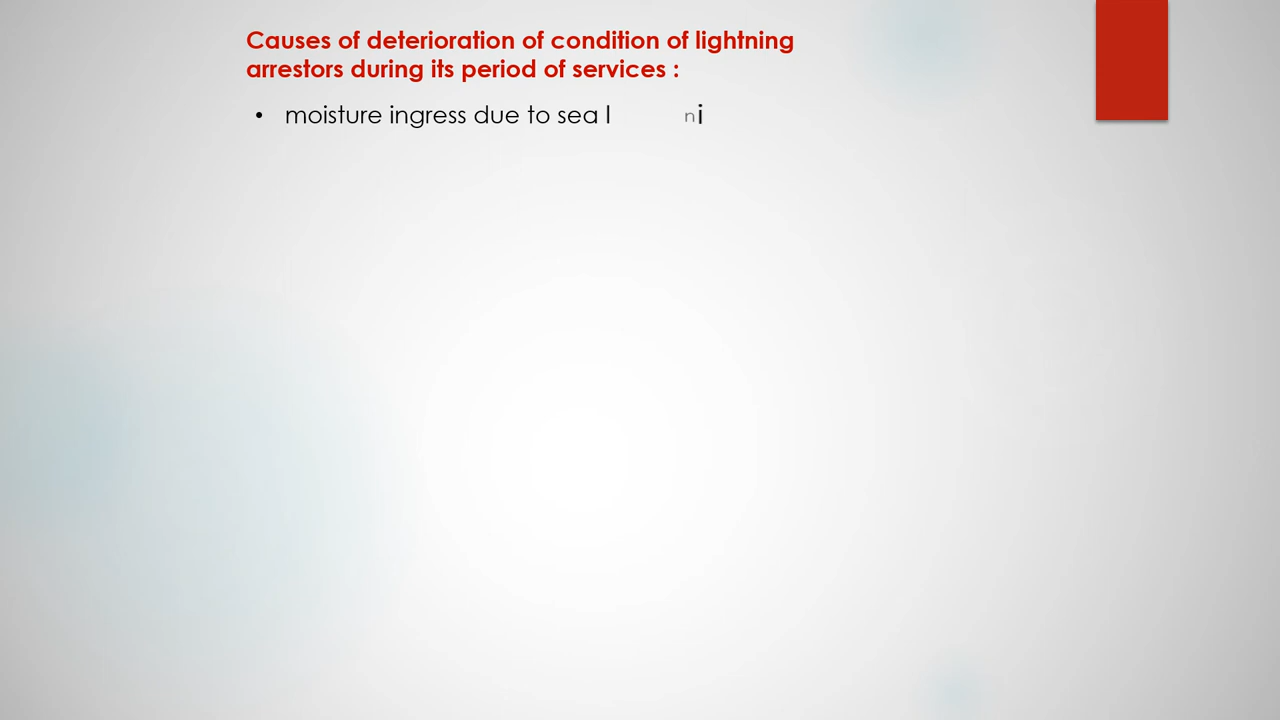 Causes of deterioration of condition of lightning
arrestors during its period of services :
• moisture ingress due to sea l